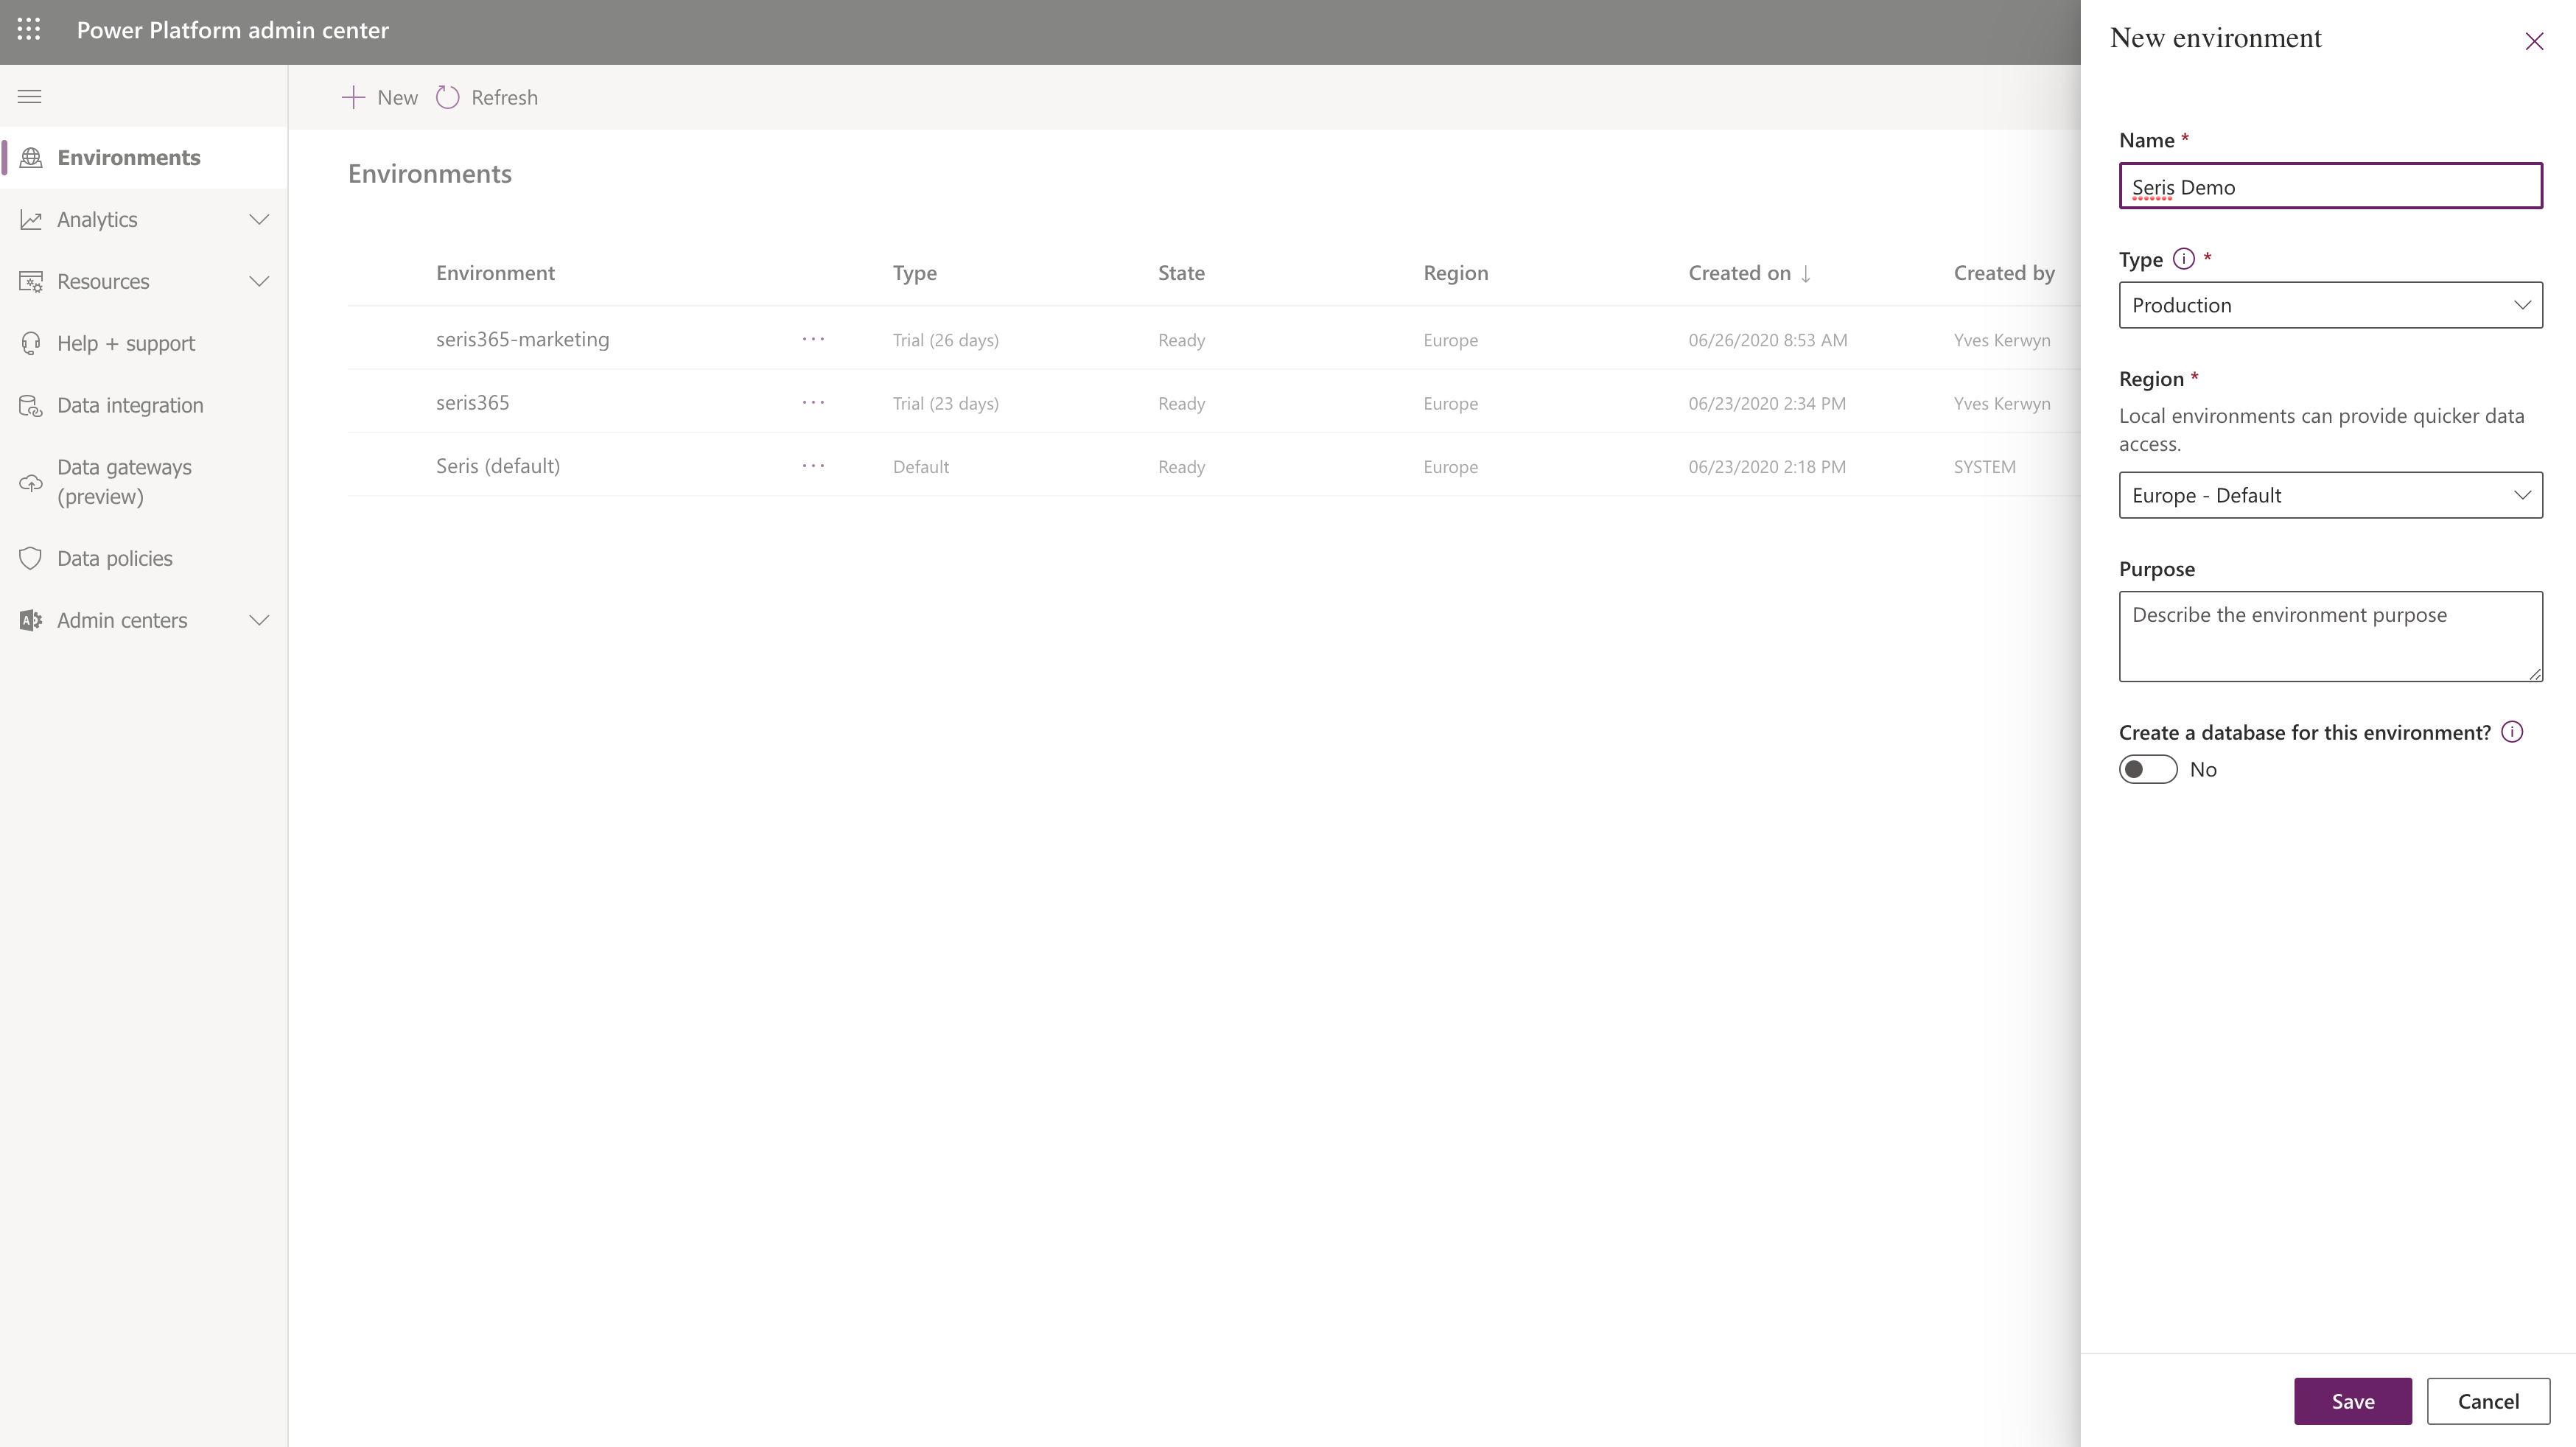 Power Platform admin center
New
Refresh
Environments
Analytics
Resources
Help + support
Data integration
Data gateways
(preview)
Data policies
Admin centers
Environments
Environment Type State Region Created on Created by
seris365-marketing ... Trial (26 days) Ready Europe 06/26/2020 8:53 AM Yves Kerwyn
seris365 ... Trial (23 days) Ready Europe 06/23/2020 2:34 PM Yves Kerwyn
Seris (default) ... Default Ready Europe 06/23/2020 2:18 PM SYSTEM
New environment
Name *
Seris Demo
Type *
Production
Region *
Local environments can provide quicker data
access.
Europe - Default
Purpose
Describe the environment purpose
Create a database for this environment?
No
Save Cancel